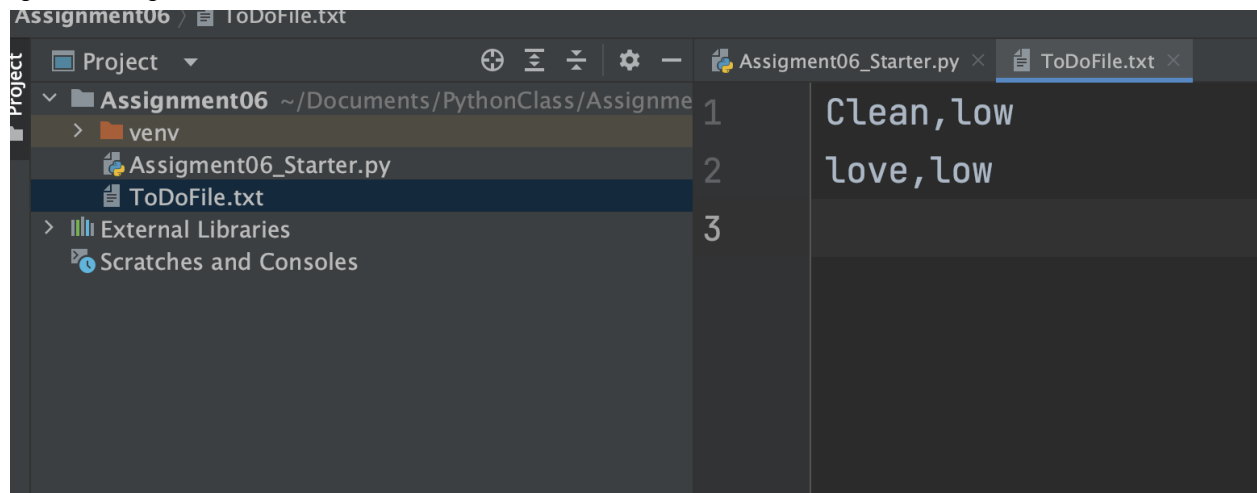 Assignment06 › ToDoFile.txt
Project
Project
Assigment06_Starter.py
ToDoFile.txt
Assignment06 ~/Documents/PythonClass/Assignme
venv
Assigment06_Starter.py
ToDoFile.txt
External Libraries
Scratches and Consoles
1 Clean,low
2 love,low
3